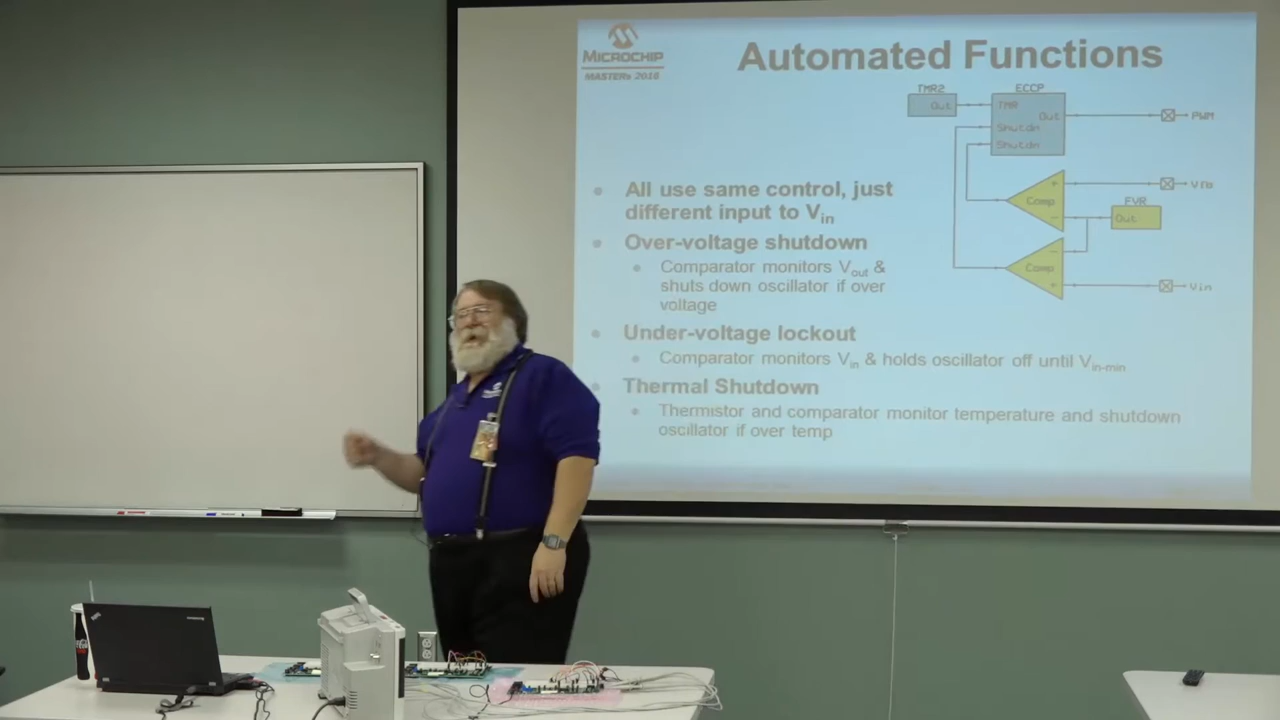 MICROCHIP
MASTERs 2016
Automated Functions
TMR2
Out
ECCP
TMR
Out
Shutdn
Shutdn
PWM
Comp
+
-
FVR
Out
Comp
-
+
Vin
• All use same control, just
different input to Vin
• Over-voltage shutdown
• Comparator monitors Vout &
shuts down oscillator if over
voltage
• Under-voltage lockout
• Comparator monitors Vin & holds oscillator off until Vin-min
• Thermal Shutdown
• Thermistor and comparator monitor temperature and shutdown
oscillator if over temp